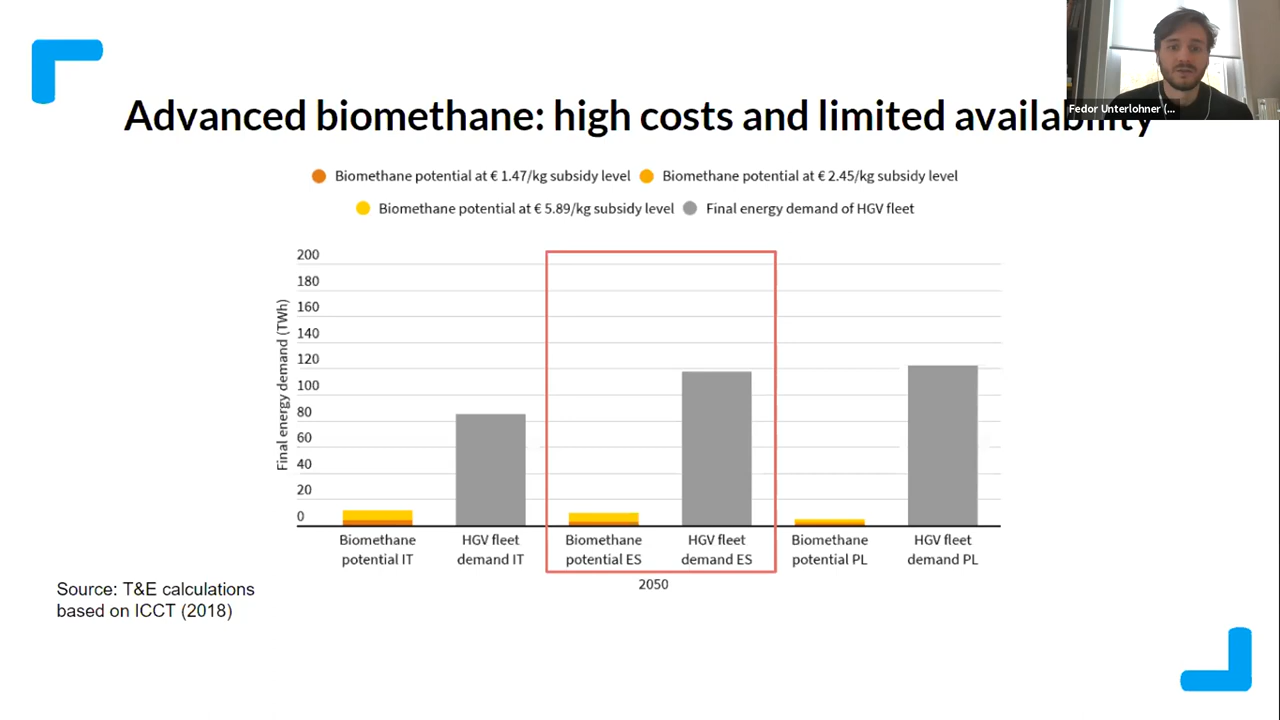 Fedor Unterlohner (...
Advanced biomethane: high costs and limited availability
Biomethane potential at € 1.47/kg subsidy level
Biomethane potential at € 2.45/kg subsidy level
Biomethane potential at € 5.89/kg subsidy level
Final energy demand of HGV fleet
Final energy demand (TWh)
200
180
160
140
120
100
80
60
40
20
0
Biomethane potential IT
HGV fleet demand IT
Biomethane potential ES
HGV fleet demand ES
Biomethane potential PL
HGV fleet demand PL
2050
Source: T&E calculations
based on ICCT (2018)